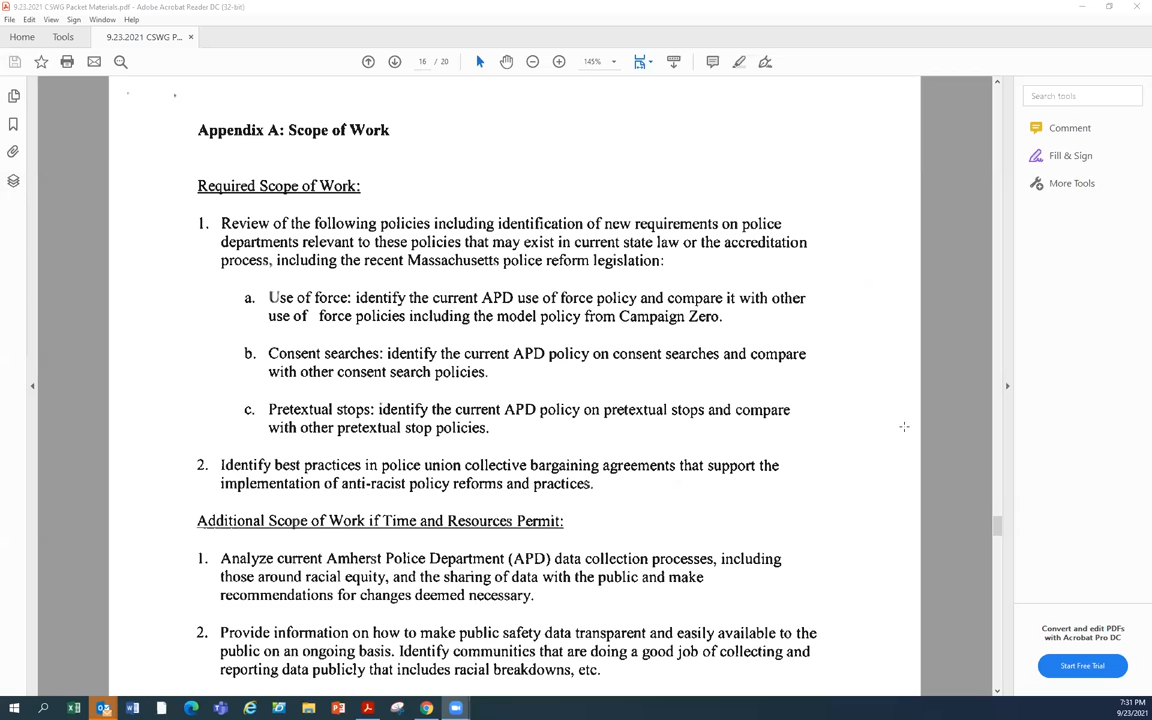 9.23.2021 CSWG Packet Materials.pdf - Adobe Acrobat Reader DC (32-bit)
File Edit View Sign Window Help
Home Tools 9.23.2021 CSWG P... ×
16 / 20 145%
Search tools
Comment
Fill & Sign
More Tools
Appendix A: Scope of Work
Required Scope of Work:
1. Review of the following policies including identification of new requirements on police
departments relevant to these policies that may exist in current state law or the accreditation
process, including the recent Massachusetts police reform legislation:
a. Use of force: identify the current APD use of force policy and compare it with other
use of force policies including the model policy from Campaign Zero.
b. Consent searches: identify the current APD policy on consent searches and compare
with other consent search policies.
c. Pretextual stops: identify the current APD policy on pretextual stops and compare
with other pretextual stop policies.
2. Identify best practices in police union collective bargaining agreements that support the
implementation of anti-racist policy reforms and practices.
Additional Scope of Work if Time and Resources Permit:
1. Analyze current Amherst Police Department (APD) data collection processes, including
those around racial equity, and the sharing of data with the public and make
recommendations for changes deemed necessary.
2. Provide information on how to make public safety data transparent and easily available to the
public on an ongoing basis. Identify communities that are doing a good job of collecting and
reporting data publicly that includes racial breakdowns, etc.
Convert and edit PDFs
with Acrobat Pro DC
Start Free Trial
7:31 PM
9/23/2021